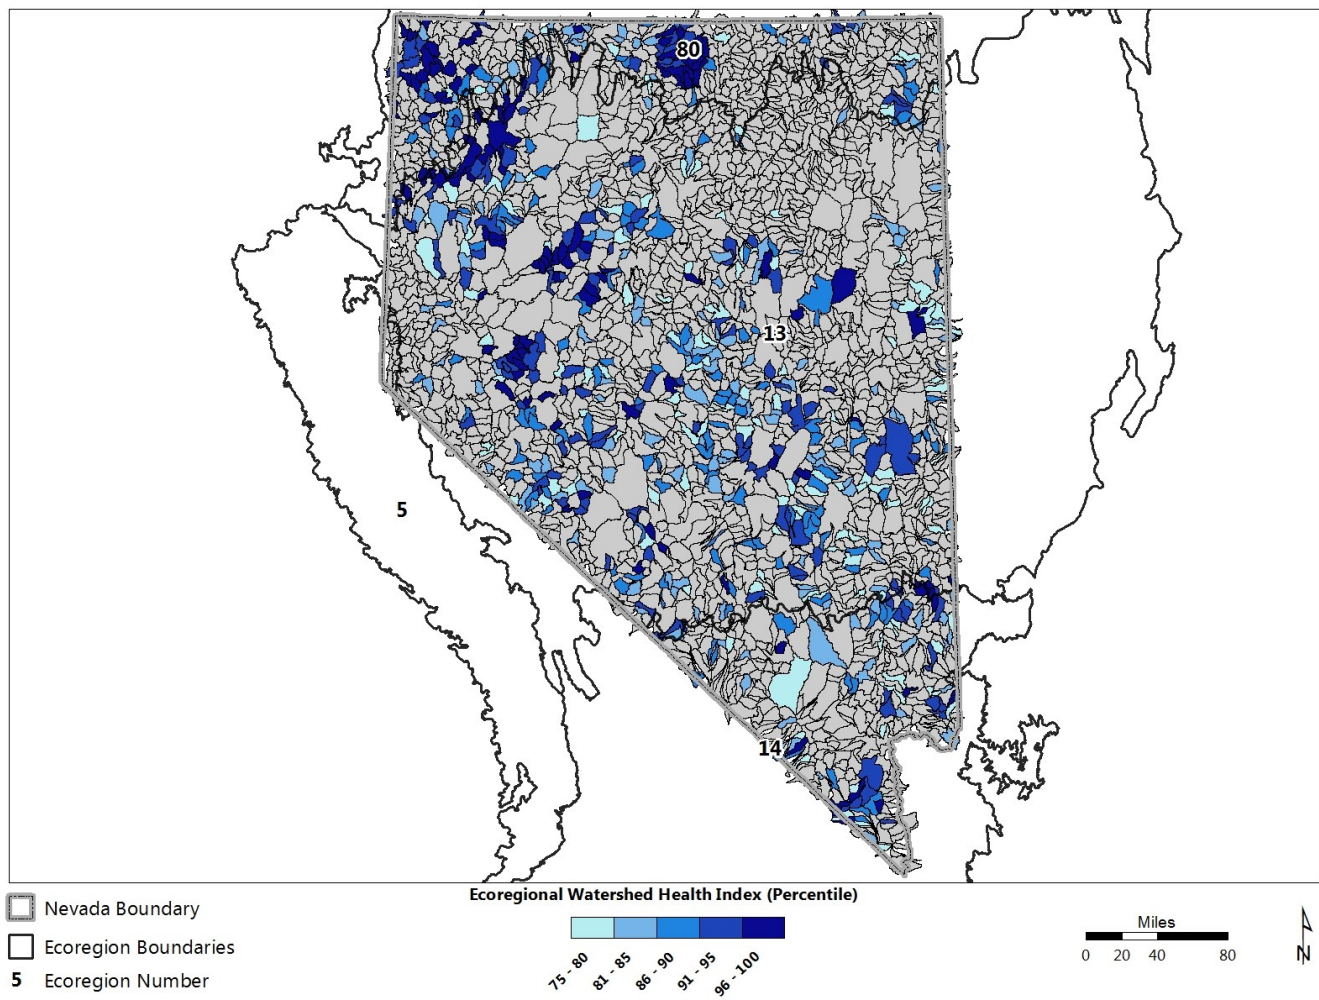 80
13
5
14
Ecoregional Watershed Health Index (Percentile)
Nevada Boundary
Ecoregion Boundaries
5 Ecoregion Number
75 - 80
81 - 85
86 - 90
91 - 95
96 - 100
Miles
0 20 40 80
N